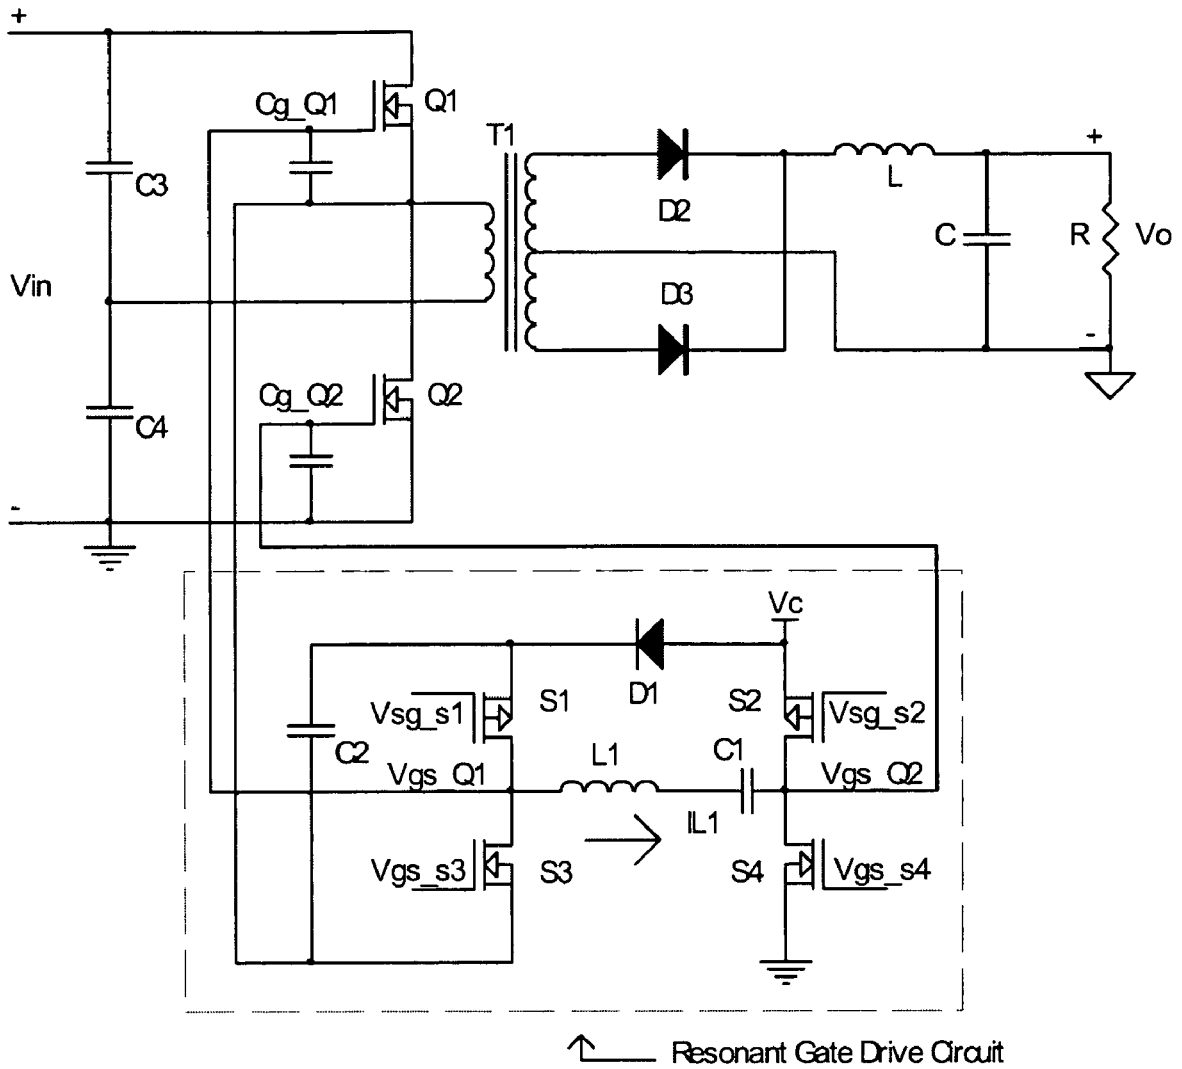 +
Cg_Q1
Q1
T1
C3
D2
L
+
C
R
Vo
Vin
D3
-
Cg_Q2
Q2
C4
-
Vc
Vsg_s1
S1
D1
S2
Vsg_s2
C2
Vgs_Q1
L1
C1
Vgs_Q2
IL1
Vgs_s3
S3
S4
Vgs_s4
Resonant Gate Drive Circuit